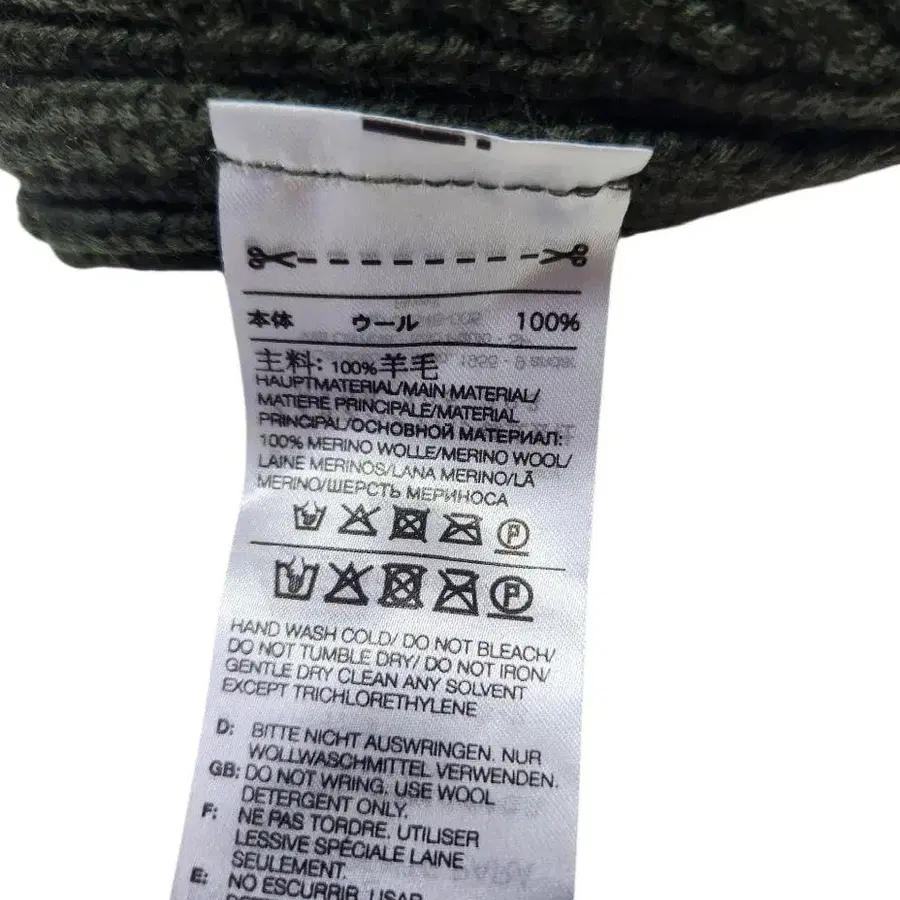 本体 ウール 100%
主料: 100%羊毛
HAUPTMATERIAL/MAIN MATERIAL/
MATIERE PRINCIPALE/MATERIAL
PRINCIPAL/ОСНОВНОЙ МАТЕРИАЛ:
100% MERINO WOLLE/MERINO WOOL/
LAINE MERINOS/LANA MERINO/LÃ
MERINO/ШЕРСТЬ МЕРИНОСА
P
P
HAND WASH COLD/ DO NOT BLEACH/
DO NOT TUMBLE DRY/ DO NOT IRON/
GENTLE DRY CLEAN ANY SOLVENT
EXCEPT TRICHLORETHYLENE
D: BITTE NICHT AUSWRINGEN. NUR
WOLLWASCHMITTEL VERWENDEN.
GB: DO NOT WRING. USE WOOL
DETERGENT ONLY.
F: NE PAS TORDRE. UTILISER
LESSIVE SPÉCIALE LAINE
SEULEMENT.
E: NO ESCURRIR. USAR